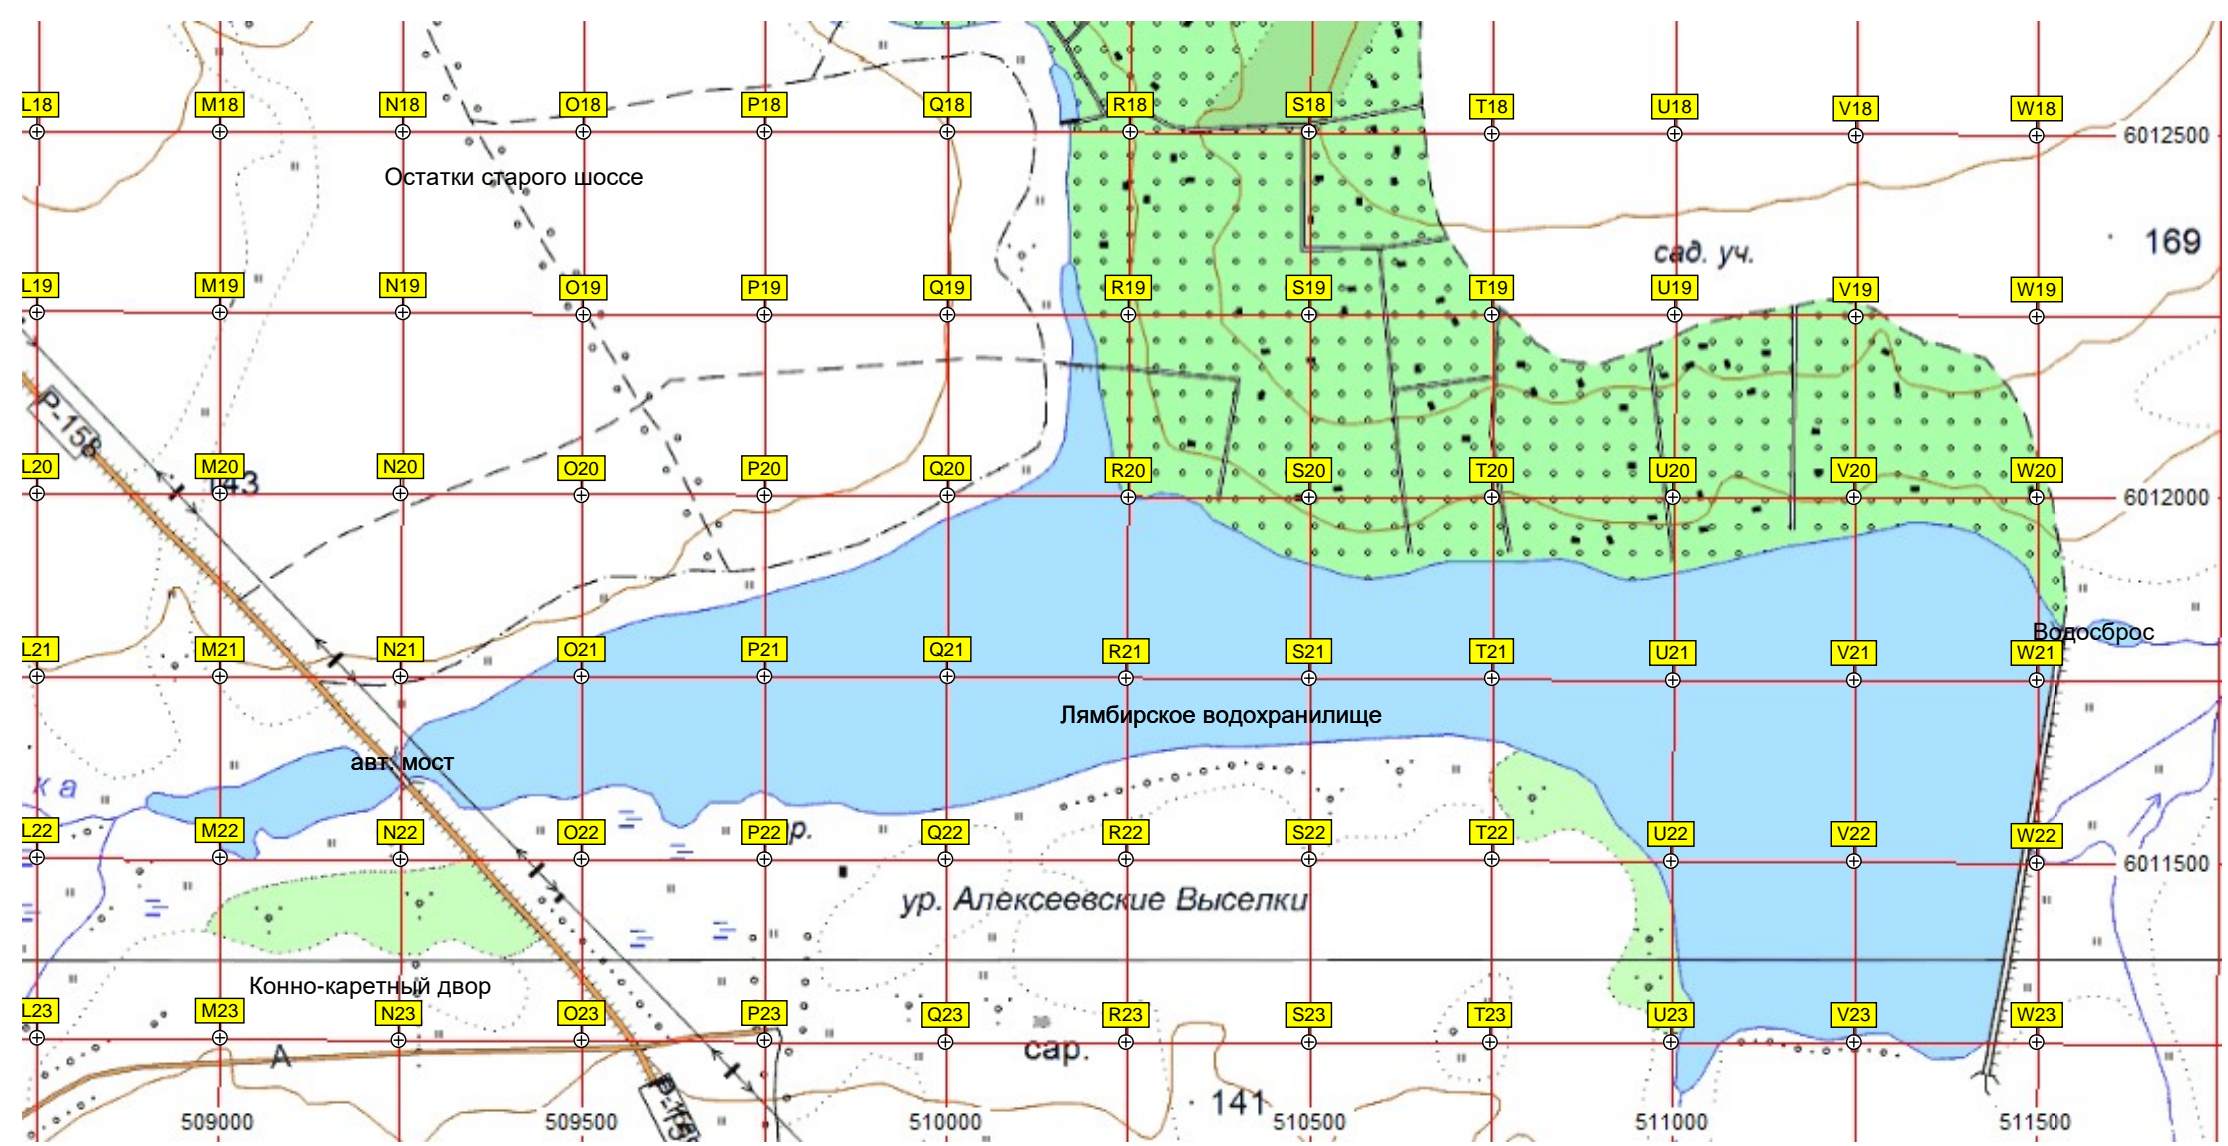 L18 M18 N18 O18 P18 Q18 R18 S18 T18 U18 V18 W18
6012500
Остатки старого шоссе
169
сад. уч.
L19 M19 N19 O19 P19 Q19 R19 S19 T19 U19 V19 W19
Р-158
L20 M20 N20 O20 P20 Q20 R20 S20 T20 U20 V20 W20
143
6012000
Водосброс
L21 M21 N21 O21 P21 Q21 R21 S21 T21 U21 V21 W21
Лямбирское водохранилище
авт. мост
ка
L22 M22 N22 O22 P22 Q22 R22 S22 T22 U22 V22 W22
р.
6011500
ур. Алексеевские Выселки
Конно-каретный двор
L23 M23 N23 O23 P23 Q23 R23 S23 T23 U23 V23 W23
А
сар.
141
509000 509500 510000 510500 511000 511500